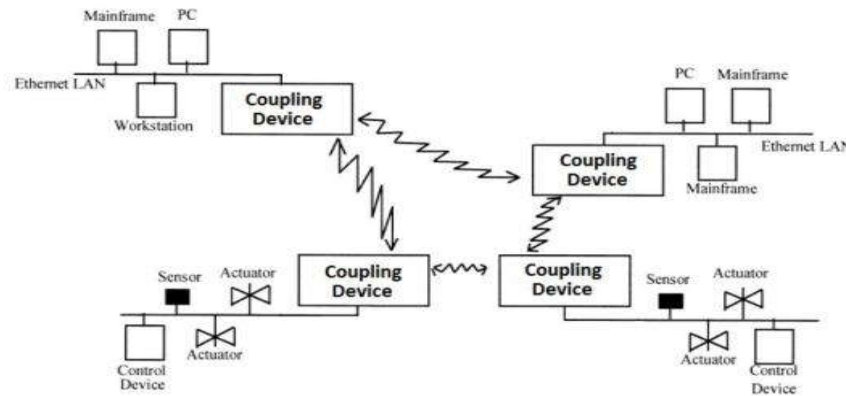 Mainframe
PC
Ethernet LAN
Workstation
Coupling
Device
PC
Mainframe
Coupling
Device
Ethernet LAN
Mainframe
Sensor
Actuator
Coupling
Device
Coupling
Device
Sensor
Actuator
Control
Device
Actuator
Actuator
Control
Device